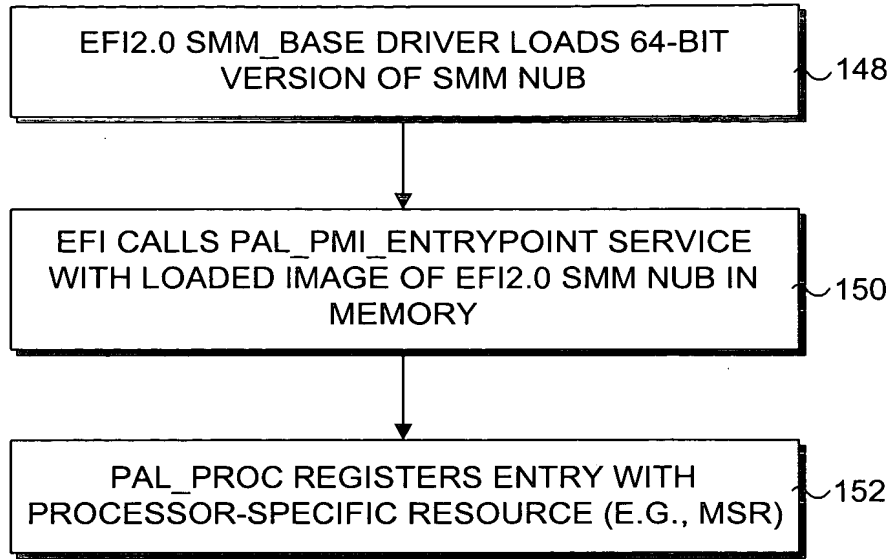 EFI2.0 SMM_BASE DRIVER LOADS 64-BIT
VERSION OF SMM NUB
148
EFI CALLS PAL_PMI_ENTRYPOINT SERVICE
WITH LOADED IMAGE OF EFI2.0 SMM NUB IN
MEMORY
150
PAL_PROC REGISTERS ENTRY WITH
PROCESSOR-SPECIFIC RESOURCE (E.G., MSR)
152